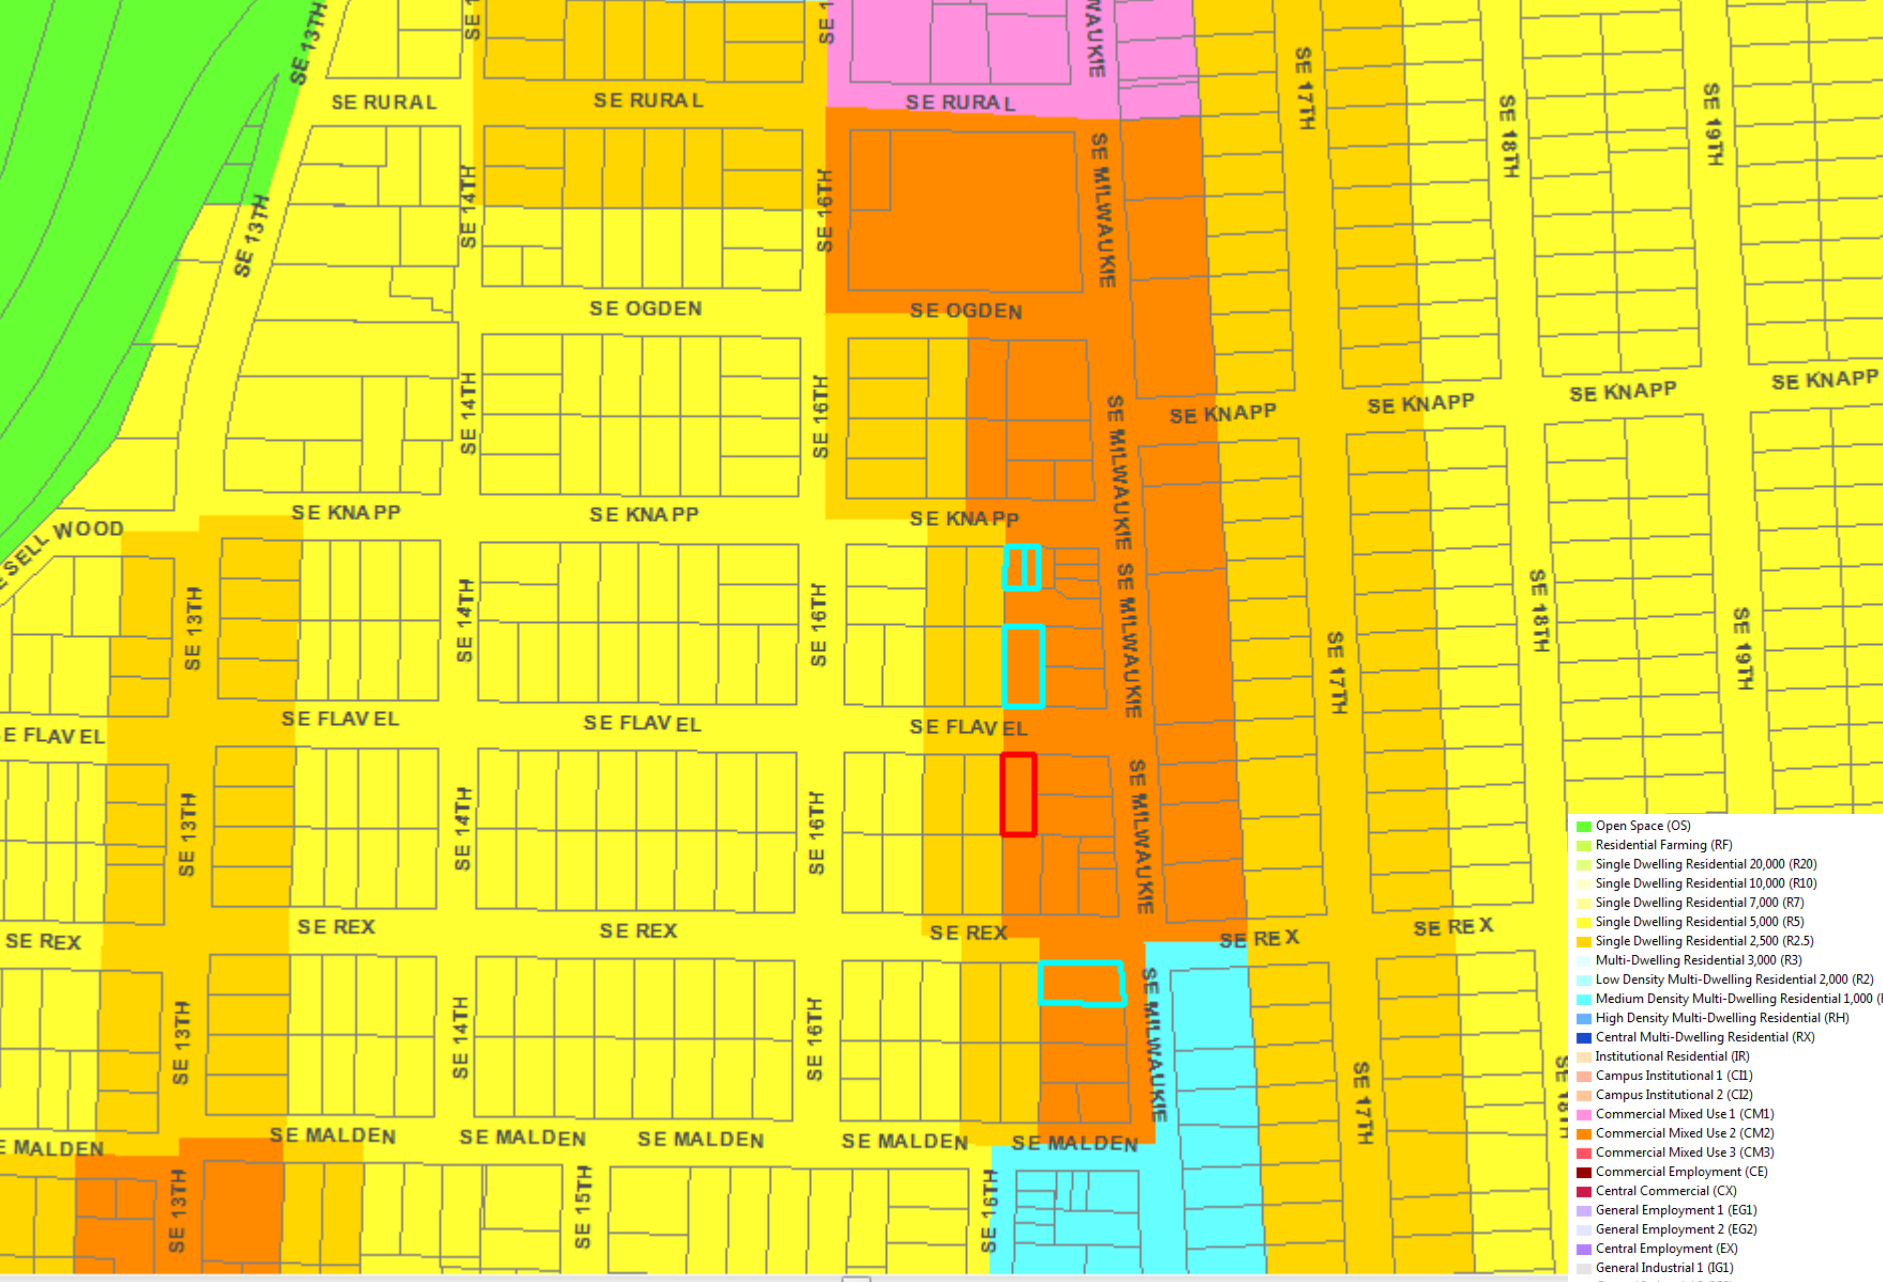 SE 13TH
SE 1
SE 1
WAUKIE
SE RURAL
SE RURAL
SE RURAL
SE 17TH
SE 18TH
SE 19TH
SE 13TH
SE 14TH
SE 16TH
SE MILWAUKIE
SE OGDEN
SE OGDEN
SE 14TH
SE 16TH
SE MILWAUKIE
SE KNAPP
SE KNAPP
SE KNAPP
SE KNAPP
SE SELLWOOD
SE KNAPP
SE KNAPP
SE KNAPP
SE 13TH
SE 14TH
SE 16TH
SE MILWAUKIE
SE 17TH
SE 18TH
SE 19TH
E FLAVEL
SE FLAVEL
SE FLAVEL
SE FLAVEL
SE 13TH
SE 14TH
SE 16TH
SE MILWAUKIE
SE REX
SE REX
SE REX
SE REX
SE REX
SE REX
SE 13TH
SE 14TH
SE 16TH
SE MILWAUKIE
SE 17TH
SE 18TH
E MALDEN
SE MALDEN
SE MALDEN
SE MALDEN
SE MALDEN
SE MALDEN
SE 13TH
SE 15TH
SE 16TH
Open Space (OS)
Residential Farming (RF)
Single Dwelling Residential 20,000 (R20)
Single Dwelling Residential 10,000 (R10)
Single Dwelling Residential 7,000 (R7)
Single Dwelling Residential 5,000 (R5)
Single Dwelling Residential 2,500 (R2.5)
Multi-Dwelling Residential 3,000 (R3)
Low Density Multi-Dwelling Residential 2,000 (R2)
Medium Density Multi-Dwelling Residential 1,000 (
High Density Multi-Dwelling Residential (RH)
Central Multi-Dwelling Residential (RX)
Institutional Residential (IR)
Campus Institutional 1 (CI1)
Campus Institutional 2 (CI2)
Commercial Mixed Use 1 (CM1)
Commercial Mixed Use 2 (CM2)
Commercial Mixed Use 3 (CM3)
Commercial Employment (CE)
Central Commercial (CX)
General Employment 1 (EG1)
General Employment 2 (EG2)
Central Employment (EX)
General Industrial 1 (IG1)